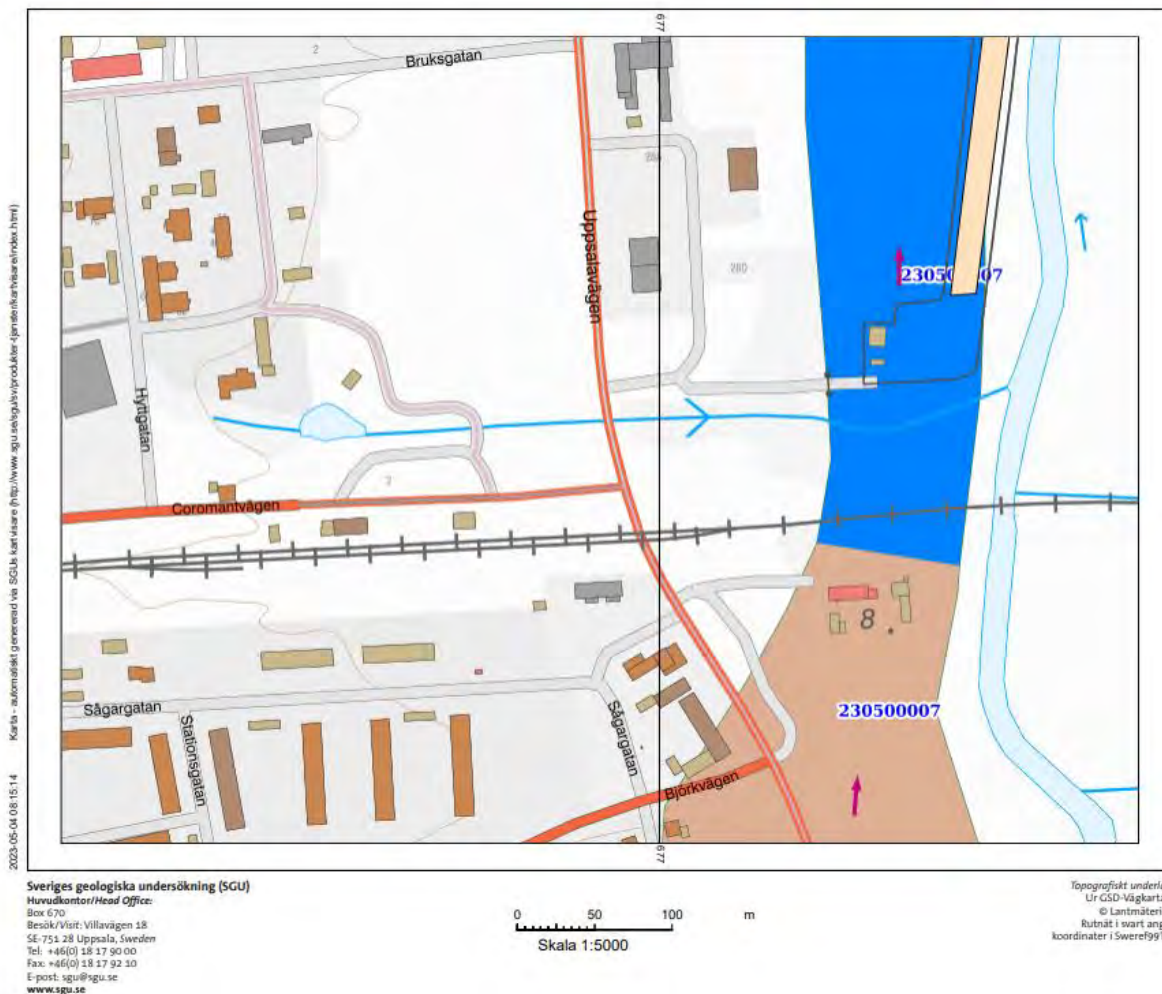 677
2
Bruksgatan
Uppsalavägen
28D
230500007
Hyttgatan
2
Coromantvägen
8
230500007
Sågargatan
Stationsgatan
Sågargatan
Björkvägen
677
Karta - automatiskt genererad via SGUs kartvisare (http://www.sgu.se/sgu/sv/produkter-tjanster/kartvisare/index.html)
2023-05-04 08:15:14
Sveriges geologiska undersökning (SGU)
Huvudkontor/Head Office:
Box 670
Besök/Visit: Villavägen 18
SE-751 28 Uppsala, Sweden
Tel: +46(0) 18 17 90 00
Fax: +46(0) 18 17 92 10
E-post: sgu@sgu.se
www.sgu.se
0 50 100 m
Skala 1:5000
Topografiskt underla
Ur GSD-Vägkarta
© Lantmäteri
Rutnät i svart ang
koordinater i Sweref99T